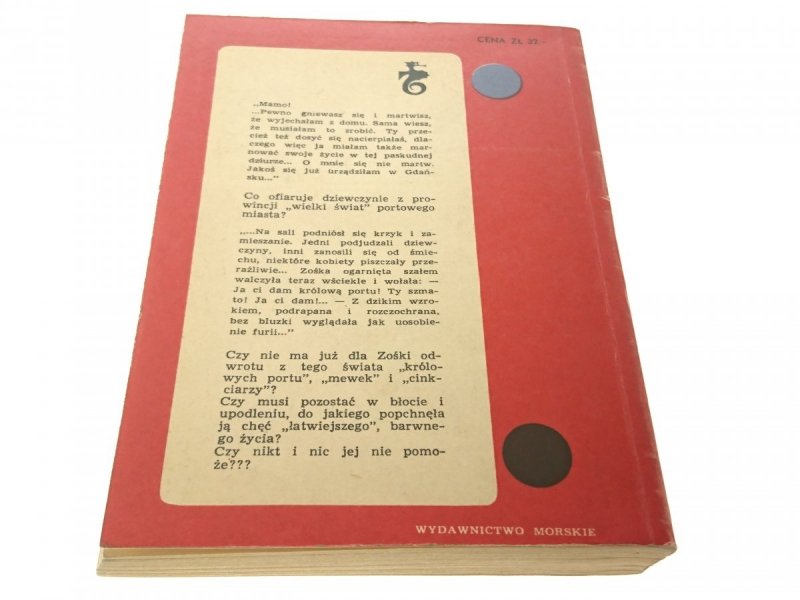 CENA ZŁ 32.-
„Mamo!
...Pewno gniewasz się i martwisz,
że wyjechałam z domu. Sama wiesz,
że musiałam to zrobić. Ty prze-
cież też dosyć się nacierpiałaś, dla-
czego więc ja miałam także mar-
nować swoje życie w tej paskudnej
dziurze... O mnie się nie martw.
Jakoś się już urządziłam w Gdań-
sku...”
Co ofiaruje dziewczynie z pro-
wincji „wielki świat” portowego
miasta?
„...Na sali podniósł się krzyk i za-
mieszanie. Jedni podjudzali dziew-
czyny, inni zanosili się od śmie-
chu, niektóre kobiety piszczały prze-
raźliwie... Zośka ogarnięta szałem
walczyła teraz wściekle i wołała: —
Ja ci dam królową portu! Ty szma-
to! Ja ci dam!... — Z dzikim wzro-
kiem, podrapana i rozczochrana,
bez bluzki wyglądała jak uosobie-
nie furii...”
Czy nie ma już dla Zośki od-
wrotu z tego świata „królo-
wych portu”, „mewek” i „cink-
ciarzy”?
Czy musi pozostać w błocie i
upodleniu, do jakiego popchnęła
ją chęć „łatwiejszego”, barwne-
go życia?
Czy nikt i nic jej nie pomo-
że???
WYDAWNICTWO MORSKIE